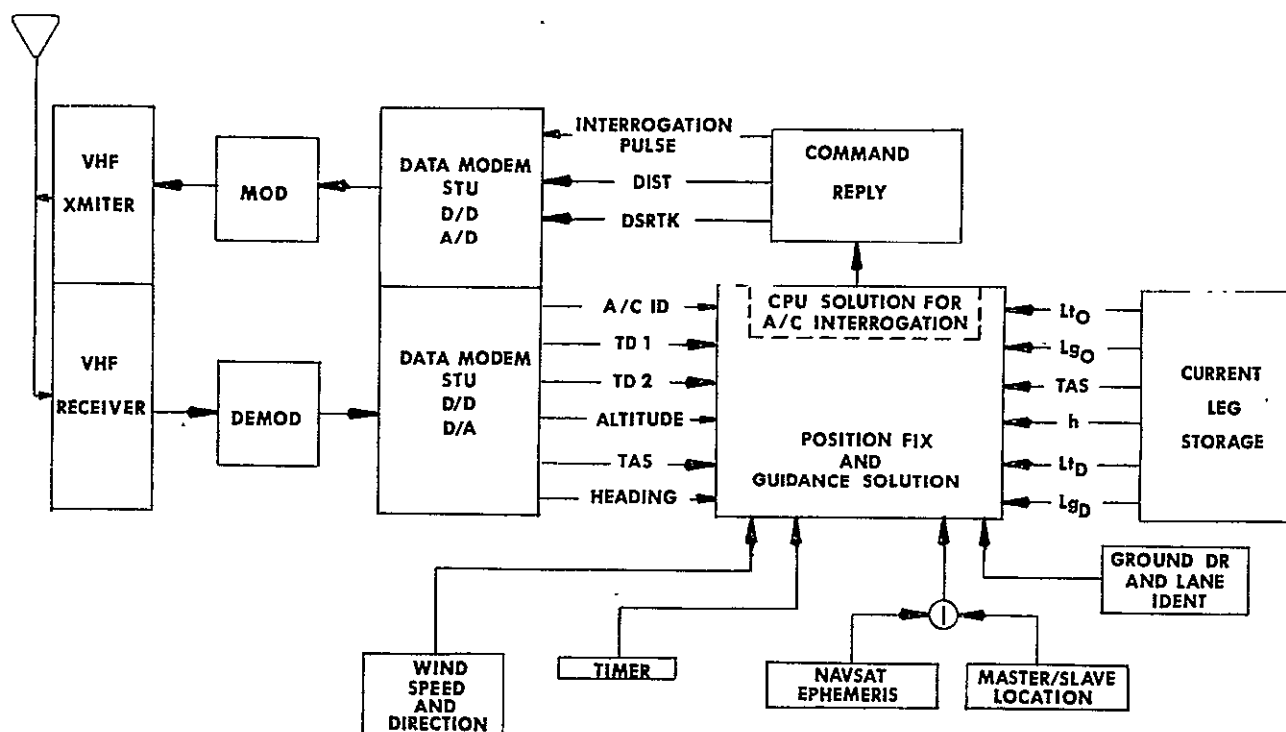 VHF
XMITER
MOD
DATA MODEM
STU
D/D
A/D
INTERROGATION
PULSE
DIST
DSRTK
COMMAND
REPLY
VHF
RECEIVER
DEMOD
DATA MODEM
STU
D/D
D/A
A/C ID
TD 1
TD 2
ALTITUDE
TAS
HEADING
CPU SOLUTION FOR
A/C INTERROGATION
POSITION FIX
AND
GUIDANCE SOLUTION
LtO
LgO
TAS
h
LtD
LgD
CURRENT
LEG
STORAGE
GROUND DR
AND LANE
IDENT
WIND
SPEED
AND
DIRECTION
TIMER
NAVSAT
EPHEMERIS
MASTER/SLAVE
LOCATION